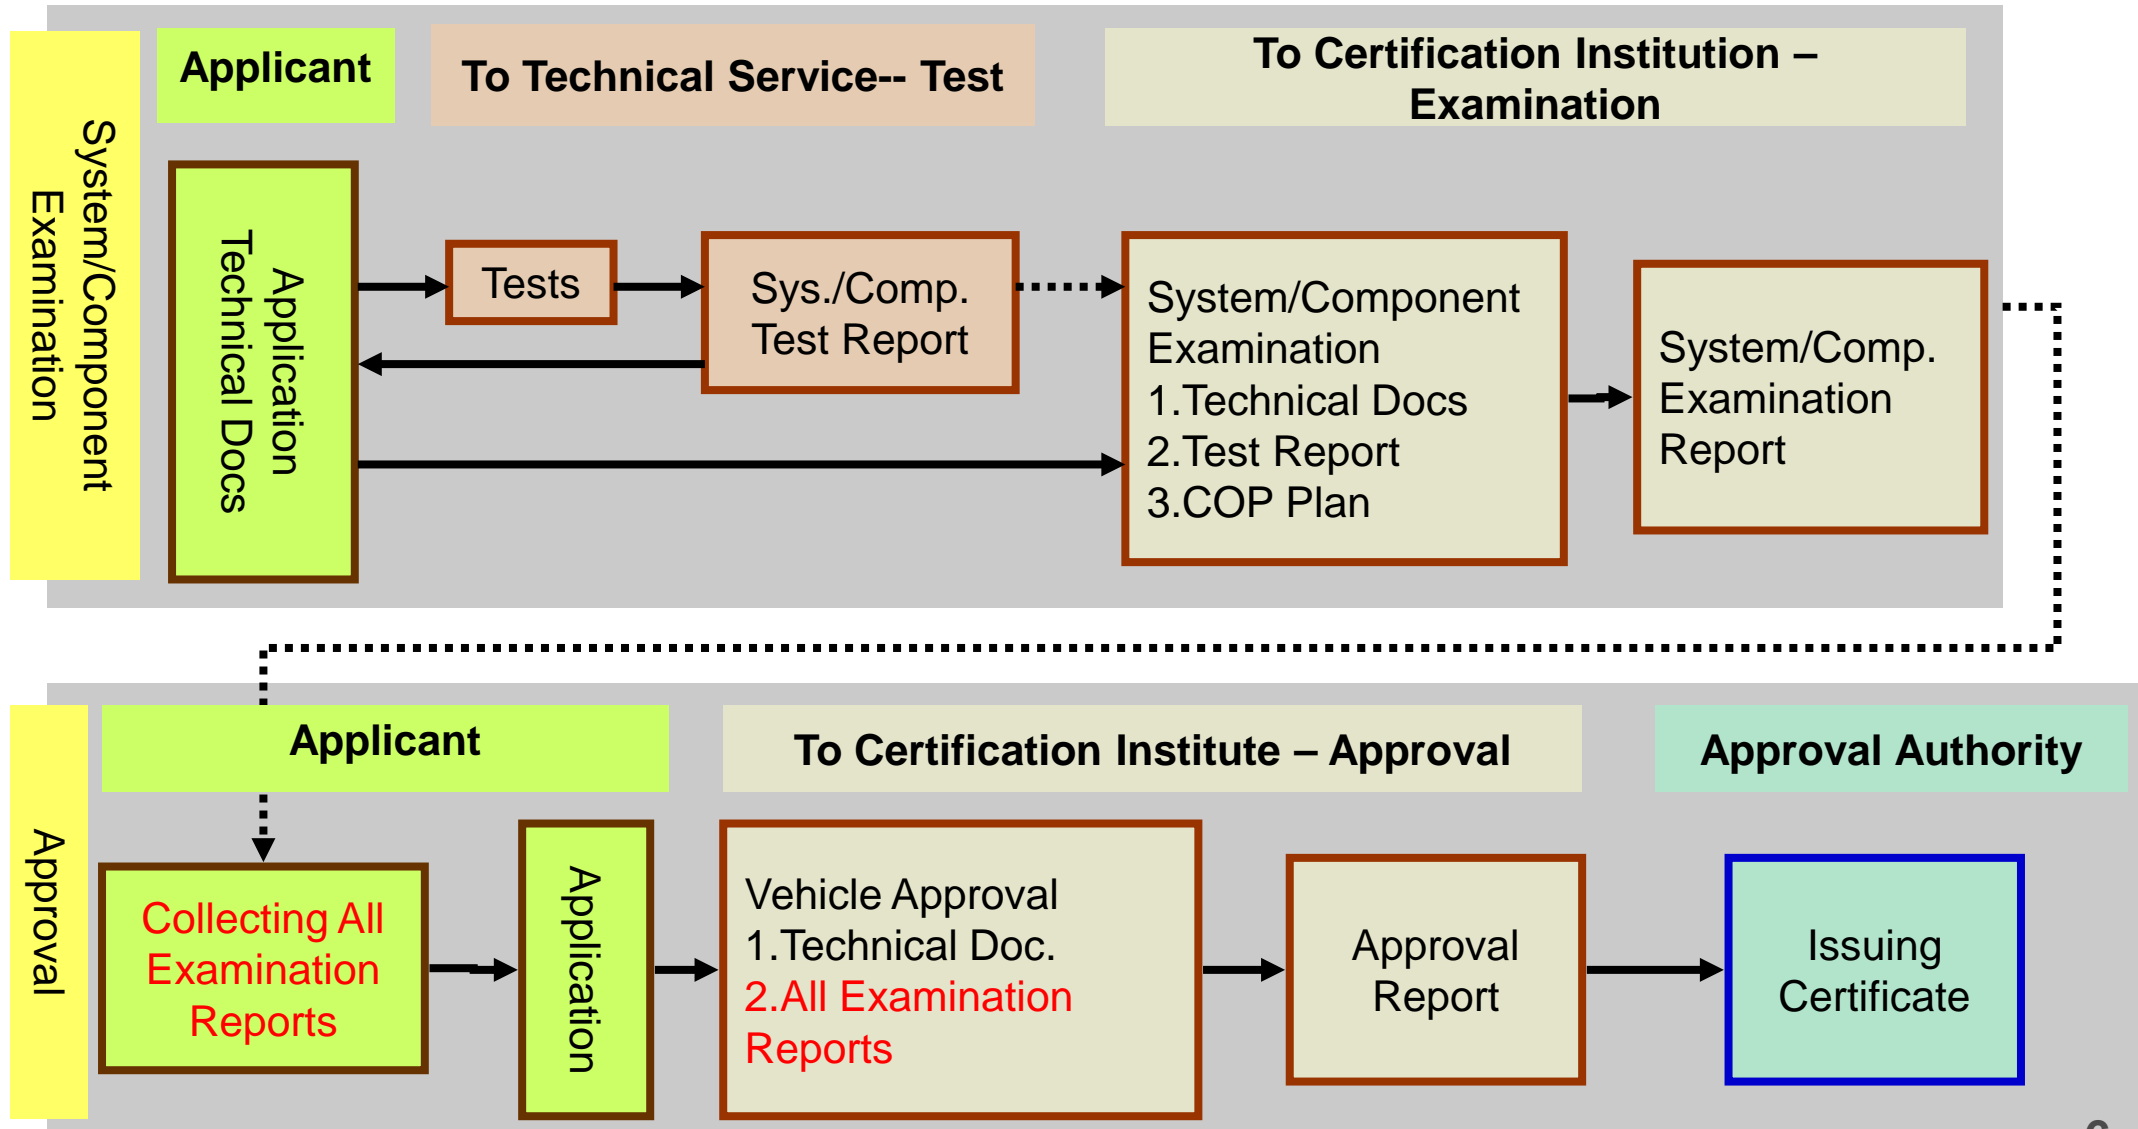 System/Component
Examination
Applicant
To Technical Service-- Test
To Certification Institution –
Examination
Application
Technical Docs
Tests
Sys./Comp.
Test Report
System/Component
Examination
1.Technical Docs
2.Test Report
3.COP Plan
System/Comp.
Examination
Report
Approval
Applicant
To Certification Institute – Approval
Approval Authority
Collecting All
Examination
Reports
Application
Vehicle Approval
1.Technical Doc.
2.All Examination
Reports
Approval
Report
Issuing
Certificate